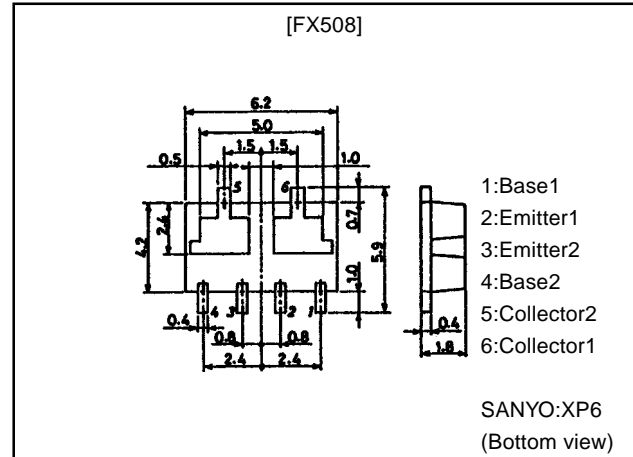 [FX508]
6.2
5.0
1.5 1.5
0.5 1.0
5 6
4.2 2.4 0.7 5.9
1.0
4 3 2 1
0.4 0.8 0.8
2.4 2.4
0.4
1.8
1:Base1
2:Emitter1
3:Emitter2
4:Base2
5:Collector2
6:Collector1
SANYO:XP6
(Bottom view)